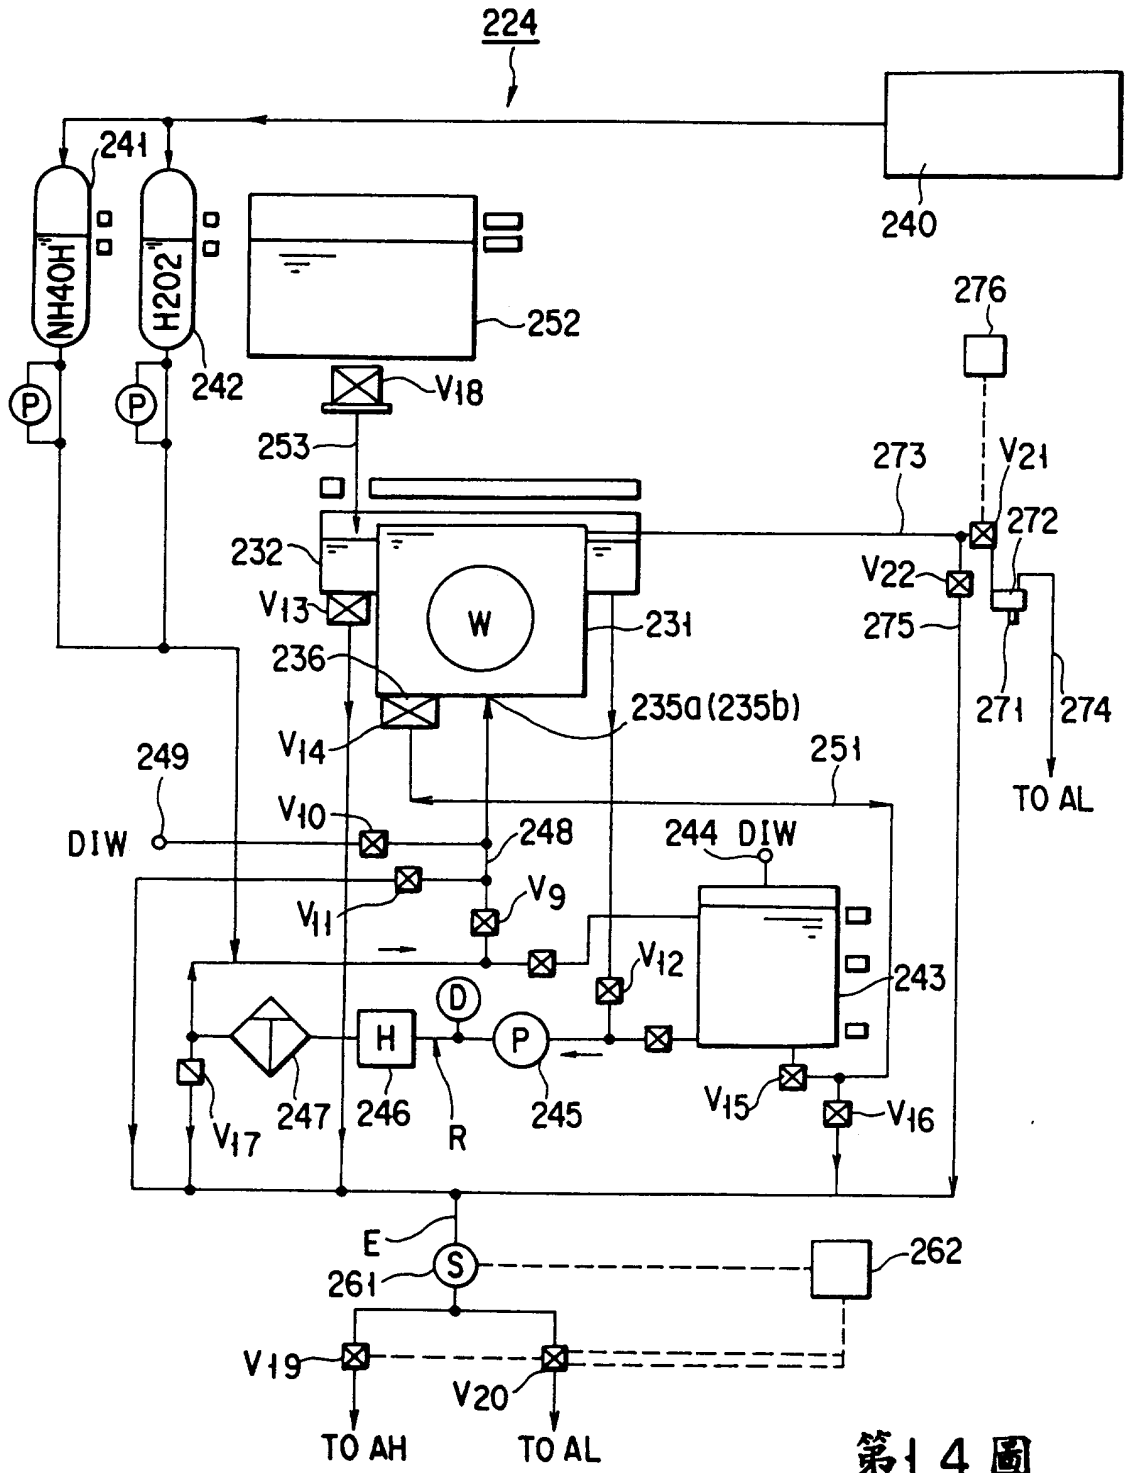 224
241
240
NH4OH
H2O2
276
252
242
V18
P
P
253
273
V21
232
272
V22
V13
W
231
275
236
235a(235b)
271
274
V14
249
251
TO AL
V10
DIW
248
244 DIW
V11
V9
V12
243
D
H
P
247
246
245
V15
V16
V17
R
E
S
262
261
V19
V20
TO AH
TO AL
第14圖